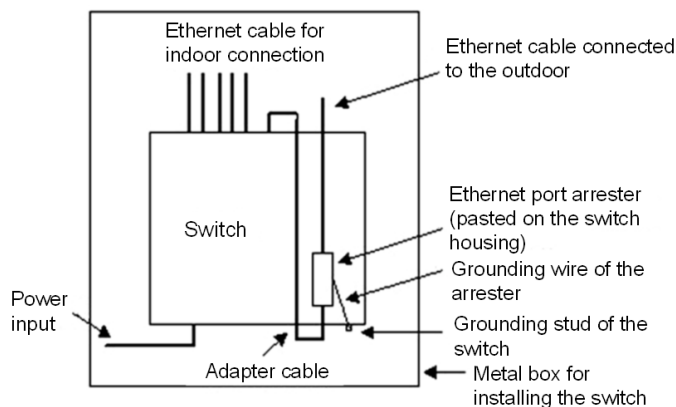 Ethernet cable for
indoor connection
Ethernet cable connected
to the outdoor
Ethernet port arrester
(pasted on the switch
housing)
Switch
Grounding wire of the
arrester
Power
input
Grounding stud of the
switch
Adapter cable
Metal box for
installing the switch